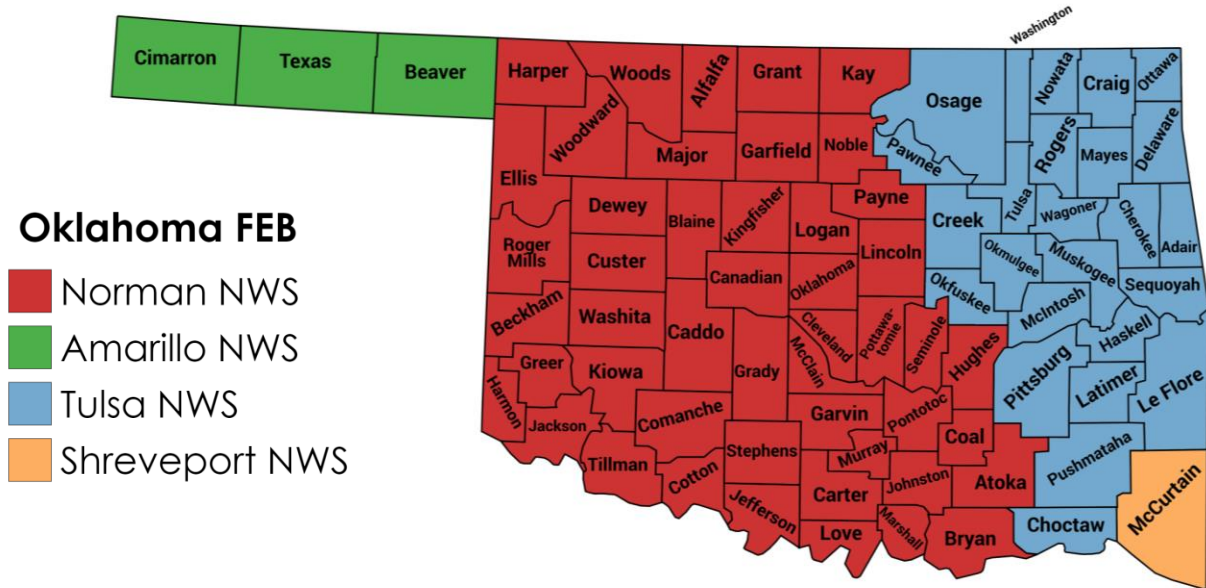 Washington
Cimarron
Texas
Beaver
Harper
Woods
Alfalfa
Grant
Kay
Osage
Nowata
Craig
Ottawa
Woodward
Major
Garfield
Noble
Pawnee
Rogers
Mayes
Delaware
Ellis
Dewey
Blaine
Kingfisher
Logan
Payne
Creek
Tulsa
Wagoner
Cherokee
Adair
Oklahoma FEB
Norman NWS
Amarillo NWS
Tulsa NWS
Shreveport NWS
Roger
Mills
Custer
Canadian
Oklahoma
Lincoln
Okmulgee
Muskogee
Okfuskee
Sequoyah
Beckham
Washita
Caddo
Cleveland
Pottawa-
tomie
Seminole
McIntosh
Haskell
Greer
Kiowa
Grady
McClain
Hughes
Pittsburg
Latimer
Le Flore
Harmon
Jackson
Comanche
Garvin
Pontotoc
Coal
Tillman
Cotton
Stephens
Murray
Johnston
Atoka
Pushmataha
McCurtain
Jefferson
Carter
Love
Marshall
Bryan
Choctaw